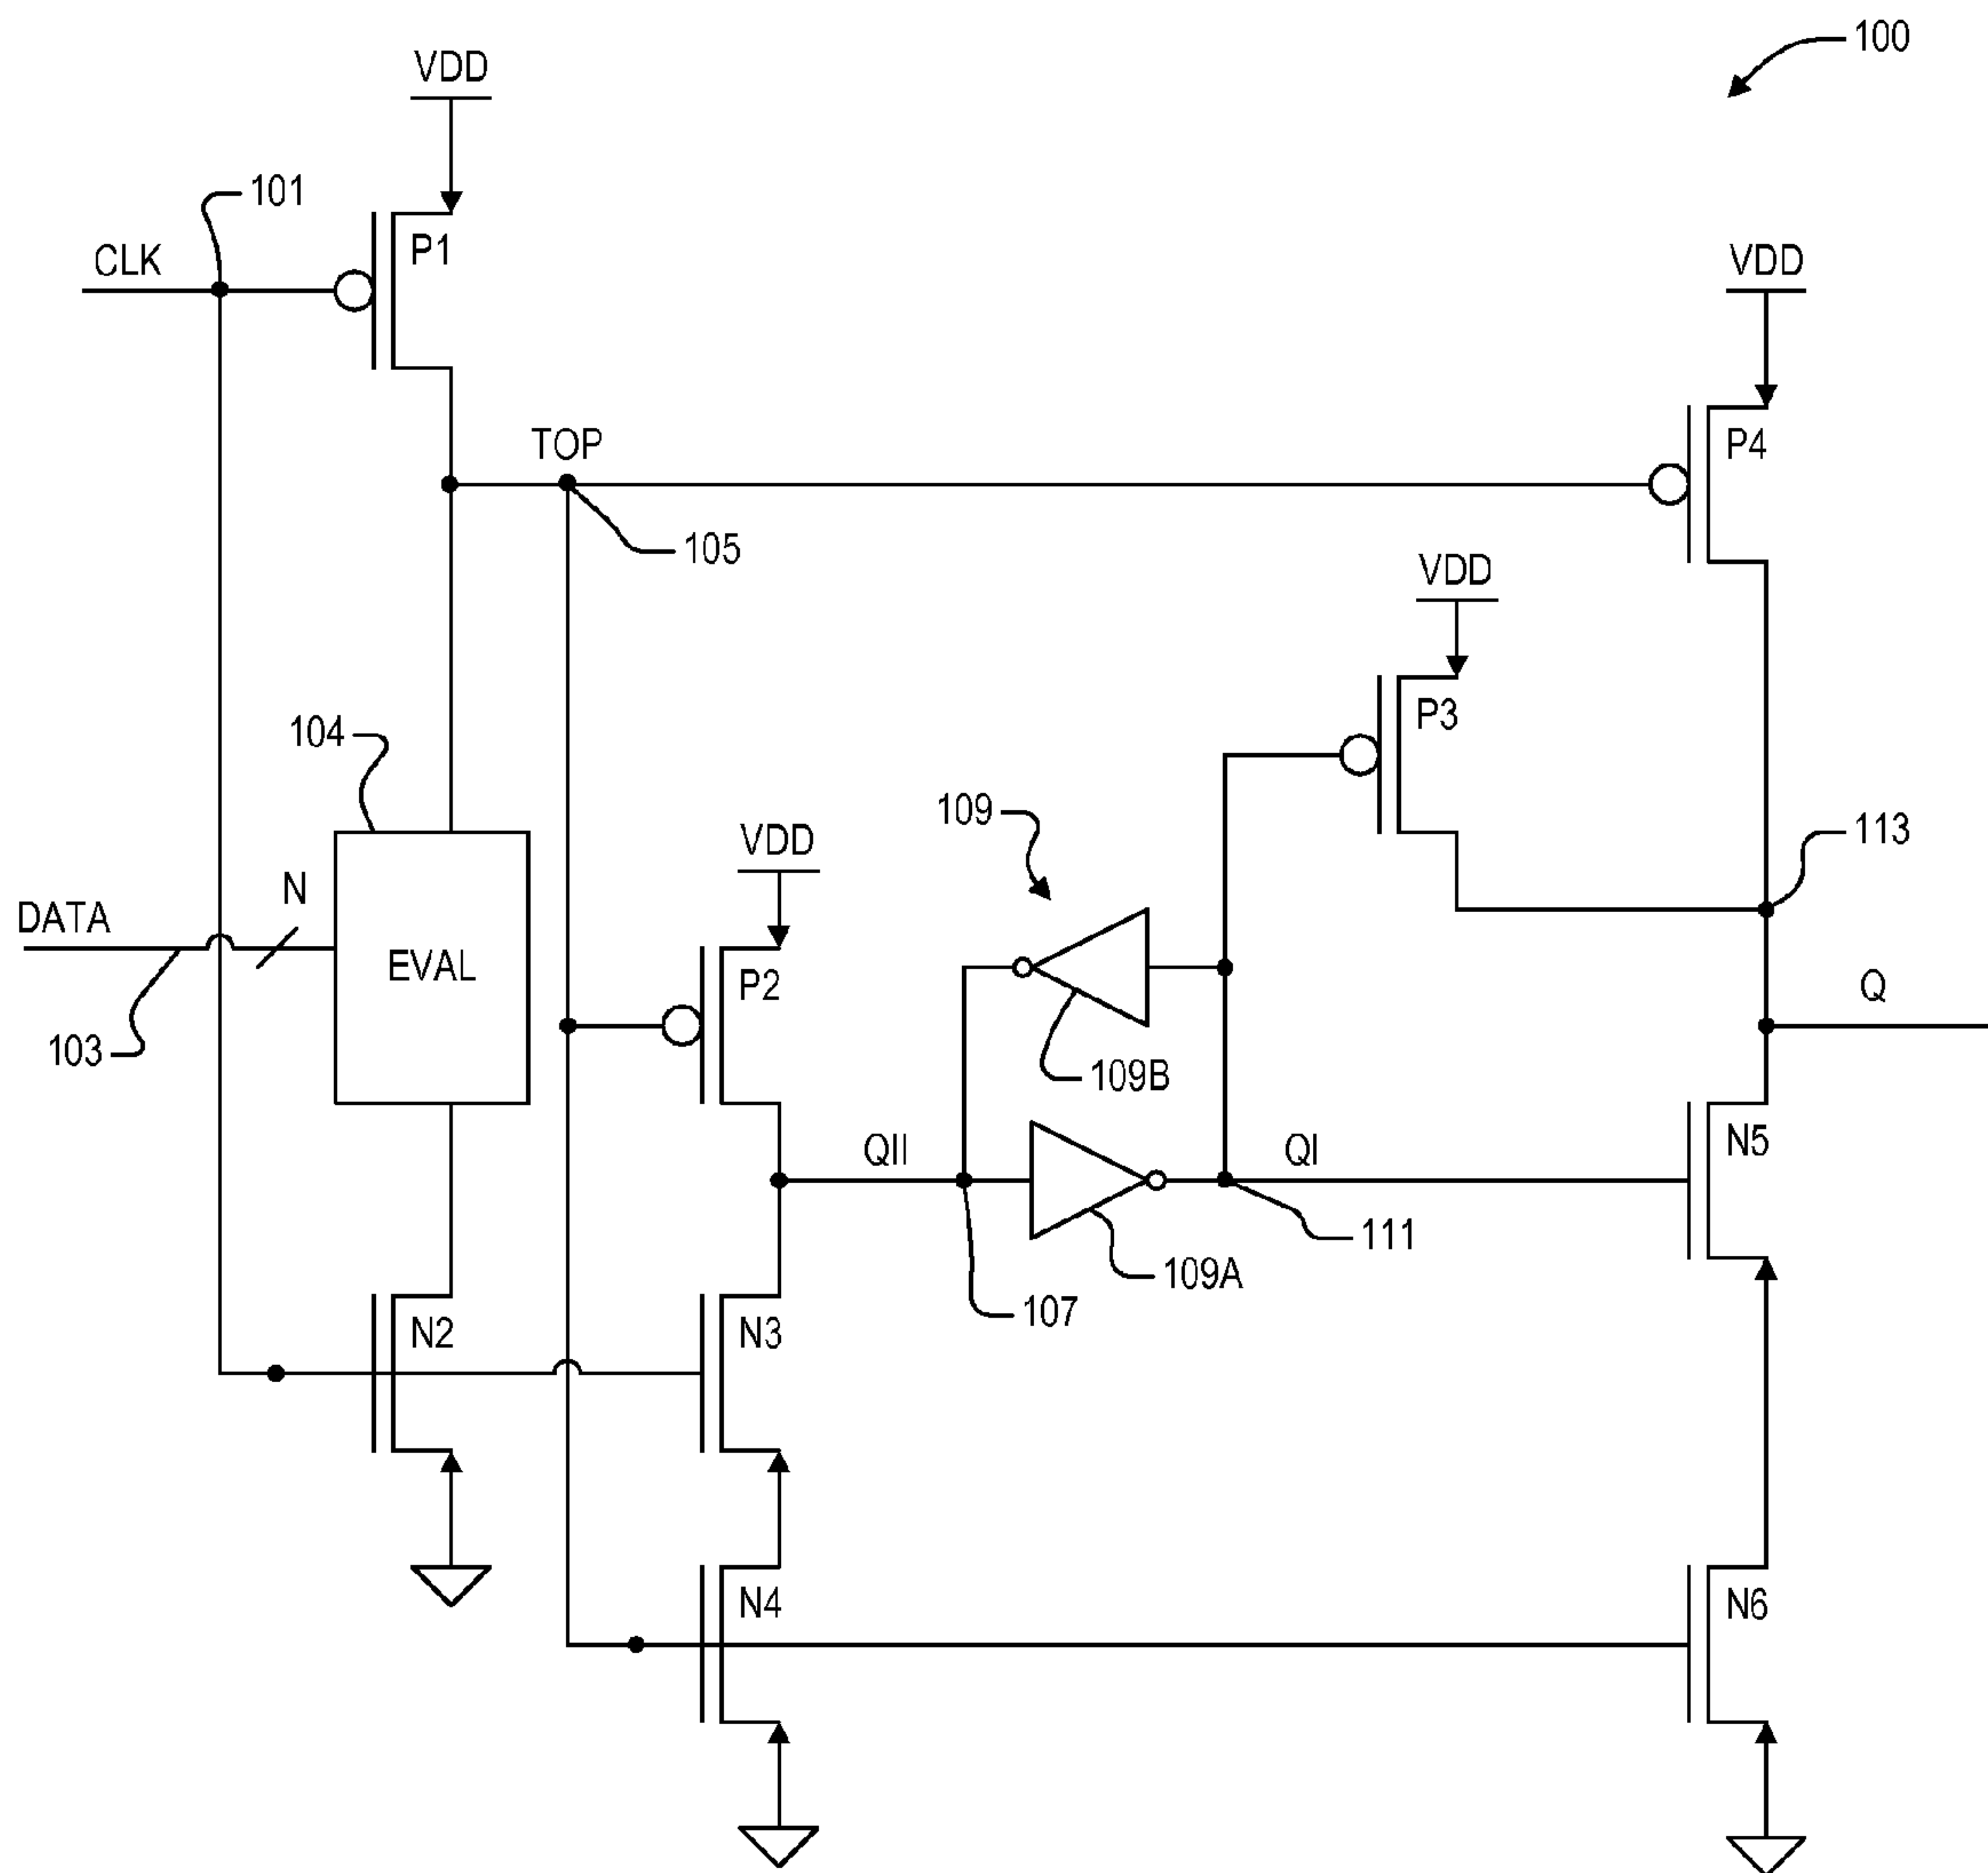 100
VDD
101
CLK
P1
VDD
TOP
P4
105
VDD
P3
104
109
VDD
113
N
DATA
EVAL
P2
Q
103
109B
QII
QI
N5
111
109A
107
N2
N3
N4
N6